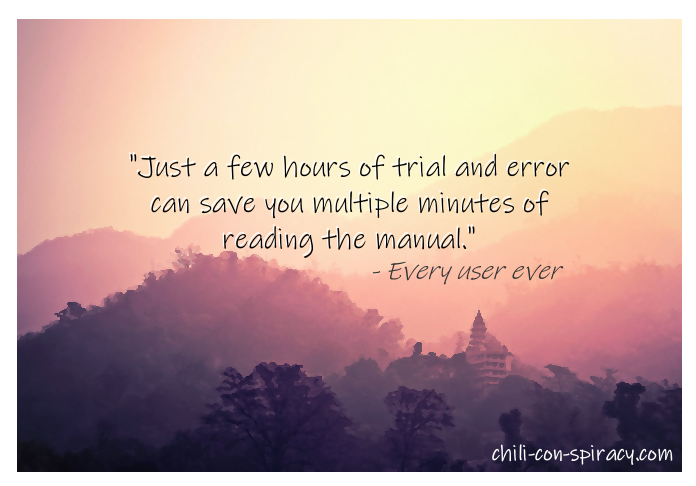 "Just a few hours of trial and error
can save you multiple minutes of
reading the manual."
- Every user ever
chili-con-spiracy.com